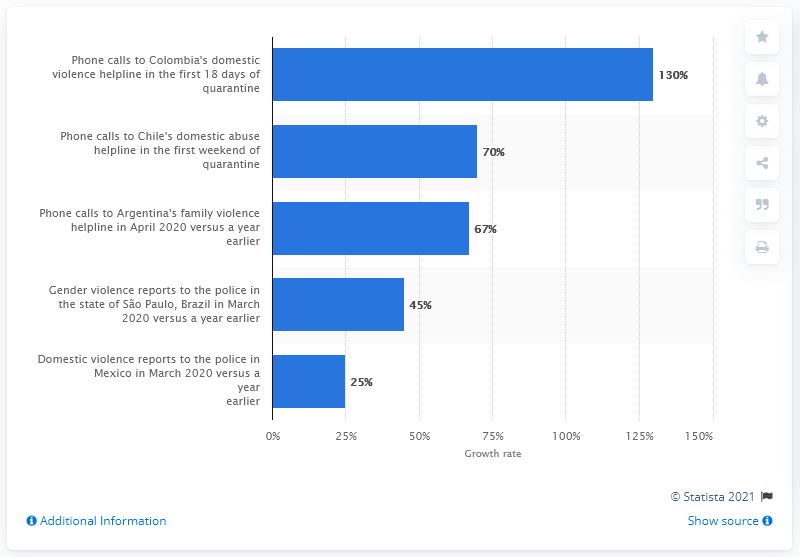 Phone calls to Colombia's domestic
violence helpline in the first 18 days of
quarantine
130%
Phone calls to Chile's domestic abuse
helpline in the first weekend of
quarantine
70%
Phone calls to Argentina's family violence
helpline in April 2020 versus a year
earlier
67%
Gender violence reports to the police in
the state of São Paulo, Brazil in March
2020 versus a year earlier
45%
Domestic violence reports to the police in
Mexico in March 2020 versus a
year
earlier
25%
0% 25% 50% 75% 100% 125% 150%
Growth rate
© Statista 2021
Additional Information
Show source